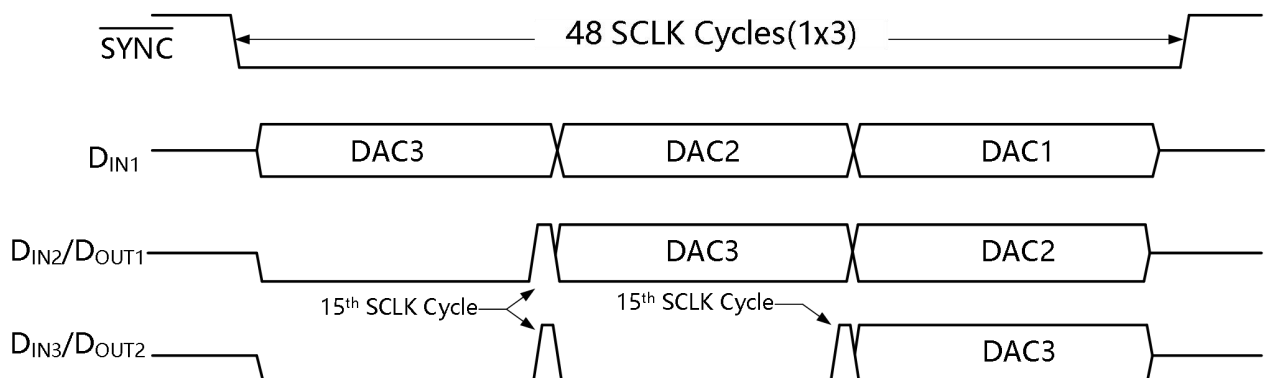 48 SCLK Cycles(1x3)
SYNC
DAC3 DAC2 DAC1
DIN1
DIN2/DOUT1 DAC3 DAC2
15th SCLK Cycle 15th SCLK Cycle
DIN3/DOUT2 DAC3